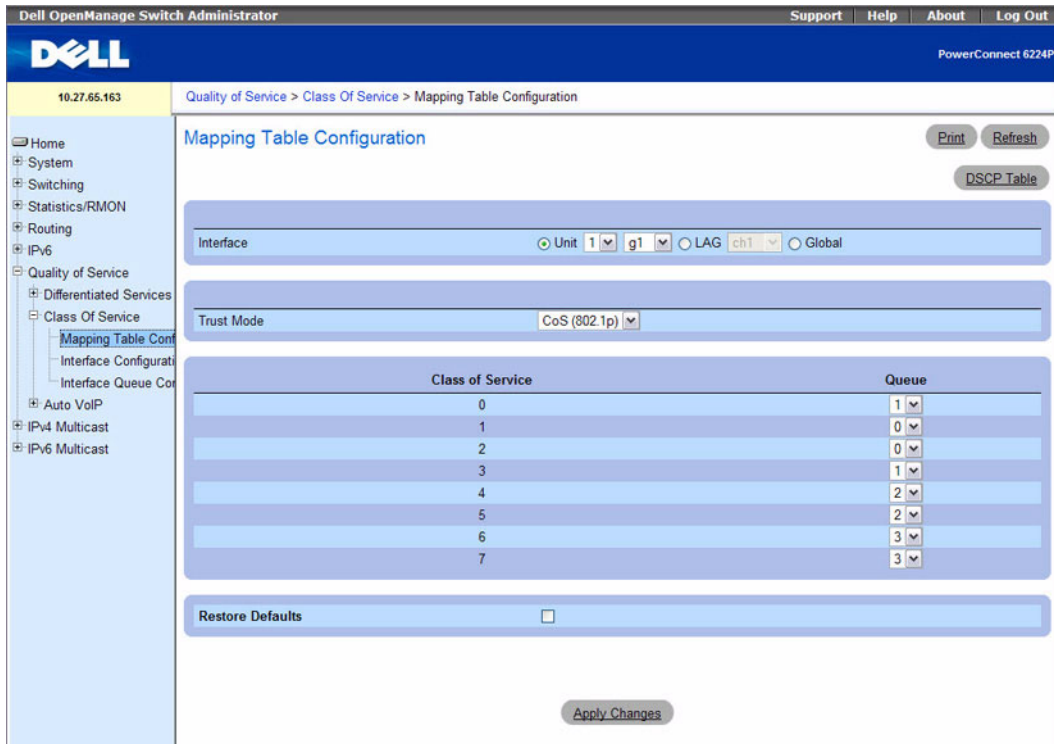 Dell OpenManage Switch Administrator
Support Help About Log Out
DELL
PowerConnect 6224P
10.27.65.163
Quality of Service > Class Of Service > Mapping Table Configuration
Home
System
Switching
Statistics/RMON
Routing
IPv6
Quality of Service
Differentiated Services
Class Of Service
Mapping Table Conf
Interface Configurati
Interface Queue Cor
Auto VoIP
IPv4 Multicast
IPv6 Multicast
Mapping Table Configuration
Print Refresh
DSCP Table
Interface Unit 1 g1 LAG ch1 Global
Trust Mode CoS (802.1p)
Class of Service Queue
0 1
1 0
2 0
3 1
4 2
5 2
6 3
7 3
Restore Defaults
Apply Changes